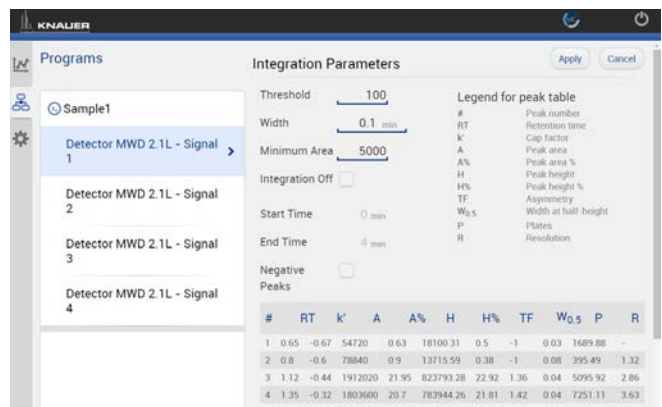 KNAUER
Programs
Sample1
Detector MWD 2.1L - Signal
1
Detector MWD 2.1L - Signal
2
Detector MWD 2.1L - Signal
3
Detector MWD 2.1L - Signal
4
Integration Parameters
Apply
Cancel
Threshold 100
Width 0.1 min
Minimum Area 5000
Integration Off
Start Time 0 min
End Time 4 min
Negative
Peaks
Legend for peak table
# Peak number
RT Retention time
k' Cap factor
A Peak area
A% Peak area %
H Peak height
H% Peak height %
TF Asymmetry
W0.5 Width at half-height
P Plates
R Resolution
# RT k' A A% H H% TF W0.5 P R
1 0.65 -0.67 54720 0.63 18100.31 0.5 -1 0.03 1689.88 -
2 0.8 -0.6 78840 0.9 13715.59 0.38 -1 0.08 395.49 1.32
3 1.12 -0.44 1912020 21.95 823793.28 22.92 1.36 0.04 5095.92 2.86
4 1.35 -0.32 1803600 20.7 783944.26 21.81 1.42 0.04 7251.11 3.63